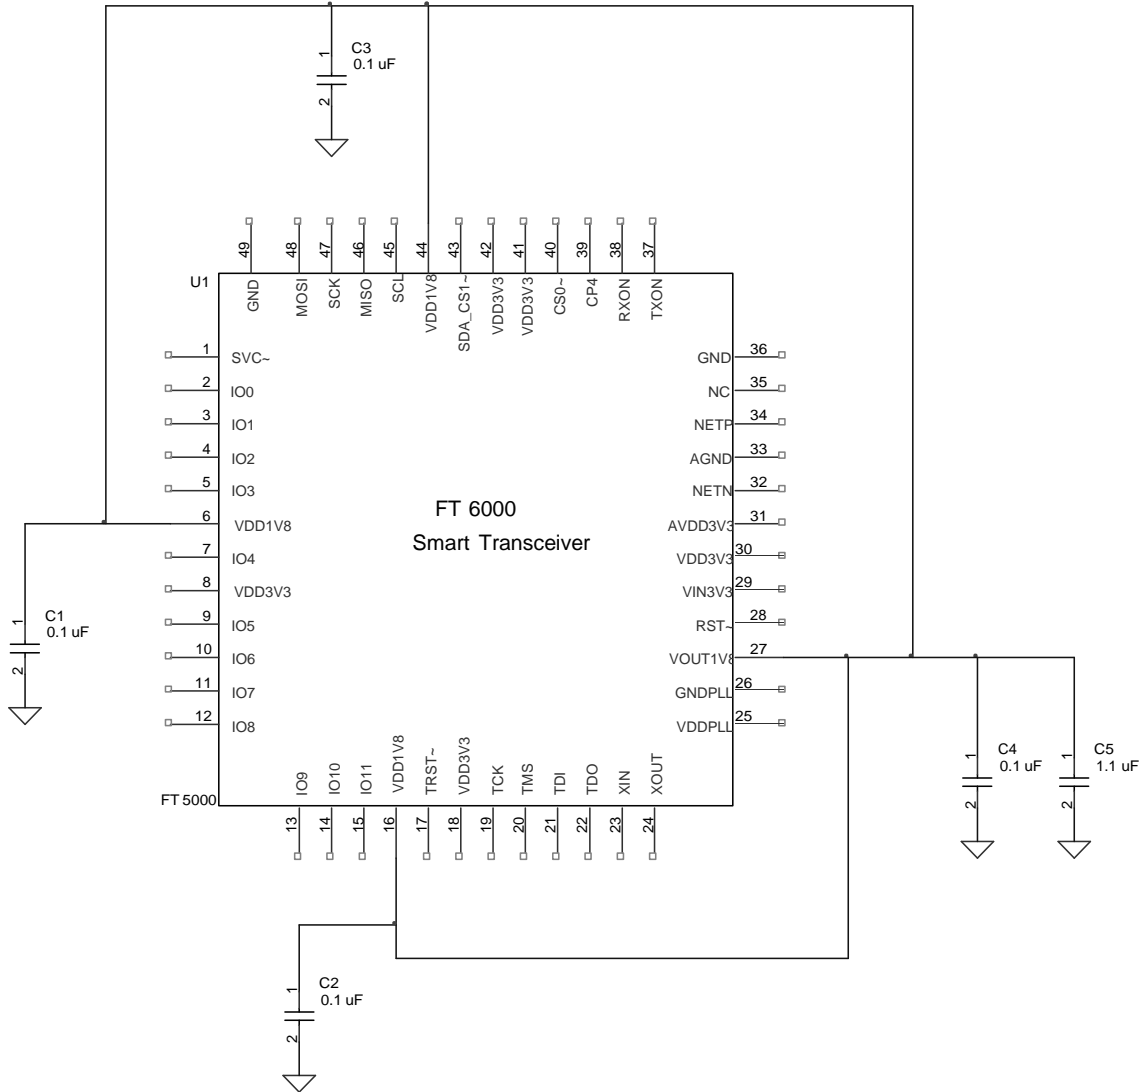 1
C3
0.1 uF
2
49
48
47
46
45
44
43
42
41
40
39
38
37
U1
GND
MOSI
SCK
MISO
SCL
VDD1V8
SDA_CS1~
VDD3V3
VDD3V3
CS0~
CP4
RXON
TXON
1 SVC~
2 IO0
3 IO1
4 IO2
5 IO3
6 VDD1V8
7 IO4
8 VDD3V3
9 IO5
10 IO6
11 IO7
12 IO8
FT 6000
Smart Transceiver
GND 36
NC 35
NETP 34
AGND 33
NETN 32
AVDD3V3 31
VDD3V3 30
VIN3V3 29
RST~ 28
VOUT1V8 27
GNDPLL 26
VDDPLL 25
1
C1
0.1 uF
2
IO9
IO10
IO11
VDD1V8
TRST~
VDD3V3
TCK
TMS
TDI
TDO
XIN
XOUT
FT 5000
13
14
15
16
17
18
19
20
21
22
23
24
1
C4
0.1 uF
2
1
C5
1.1 uF
2
1
C2
0.1 uF
2